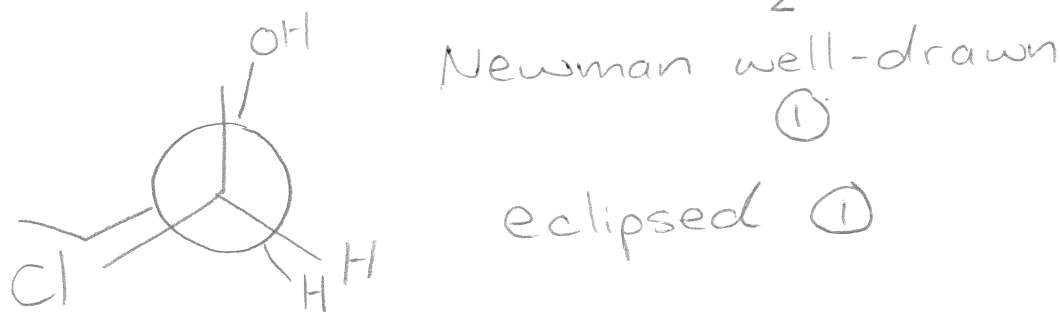 OH
Newman well-drawn
①
eclipsed ①
Cl
H
H